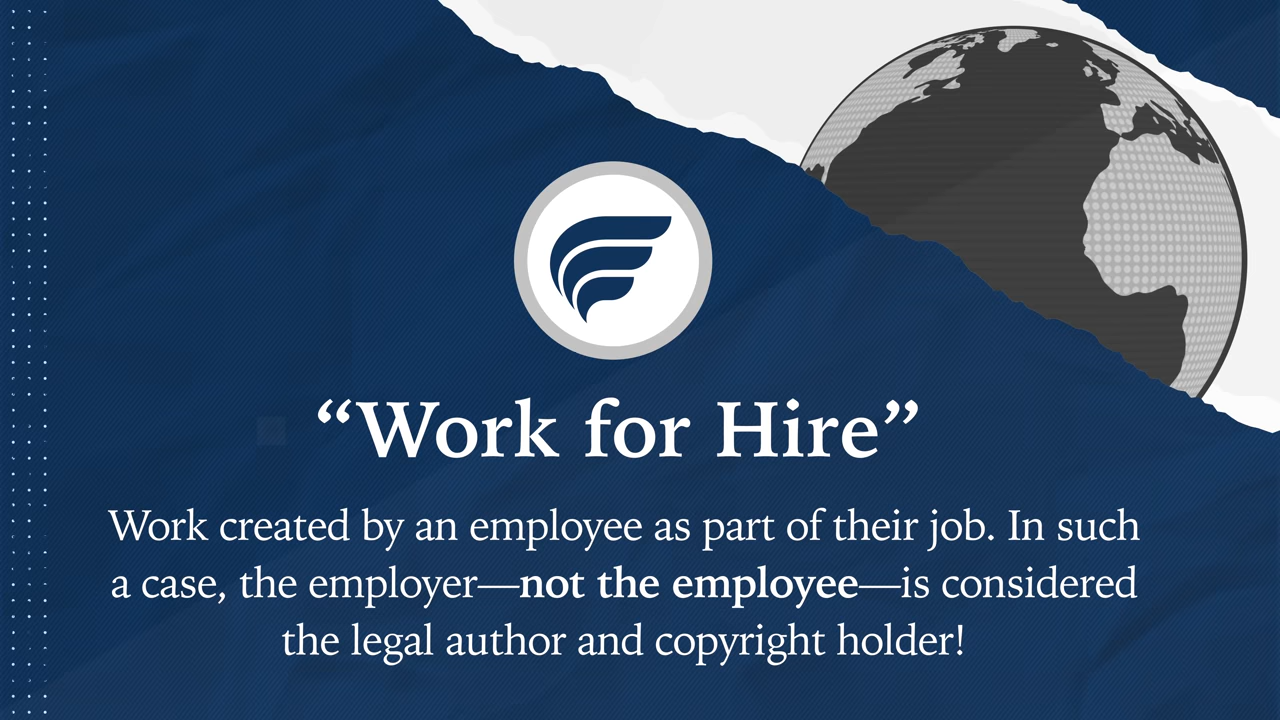 “Work for Hire”
Work created by an employee as part of their job. In such
a case, the employer—not the employee—is considered
the legal author and copyright holder!